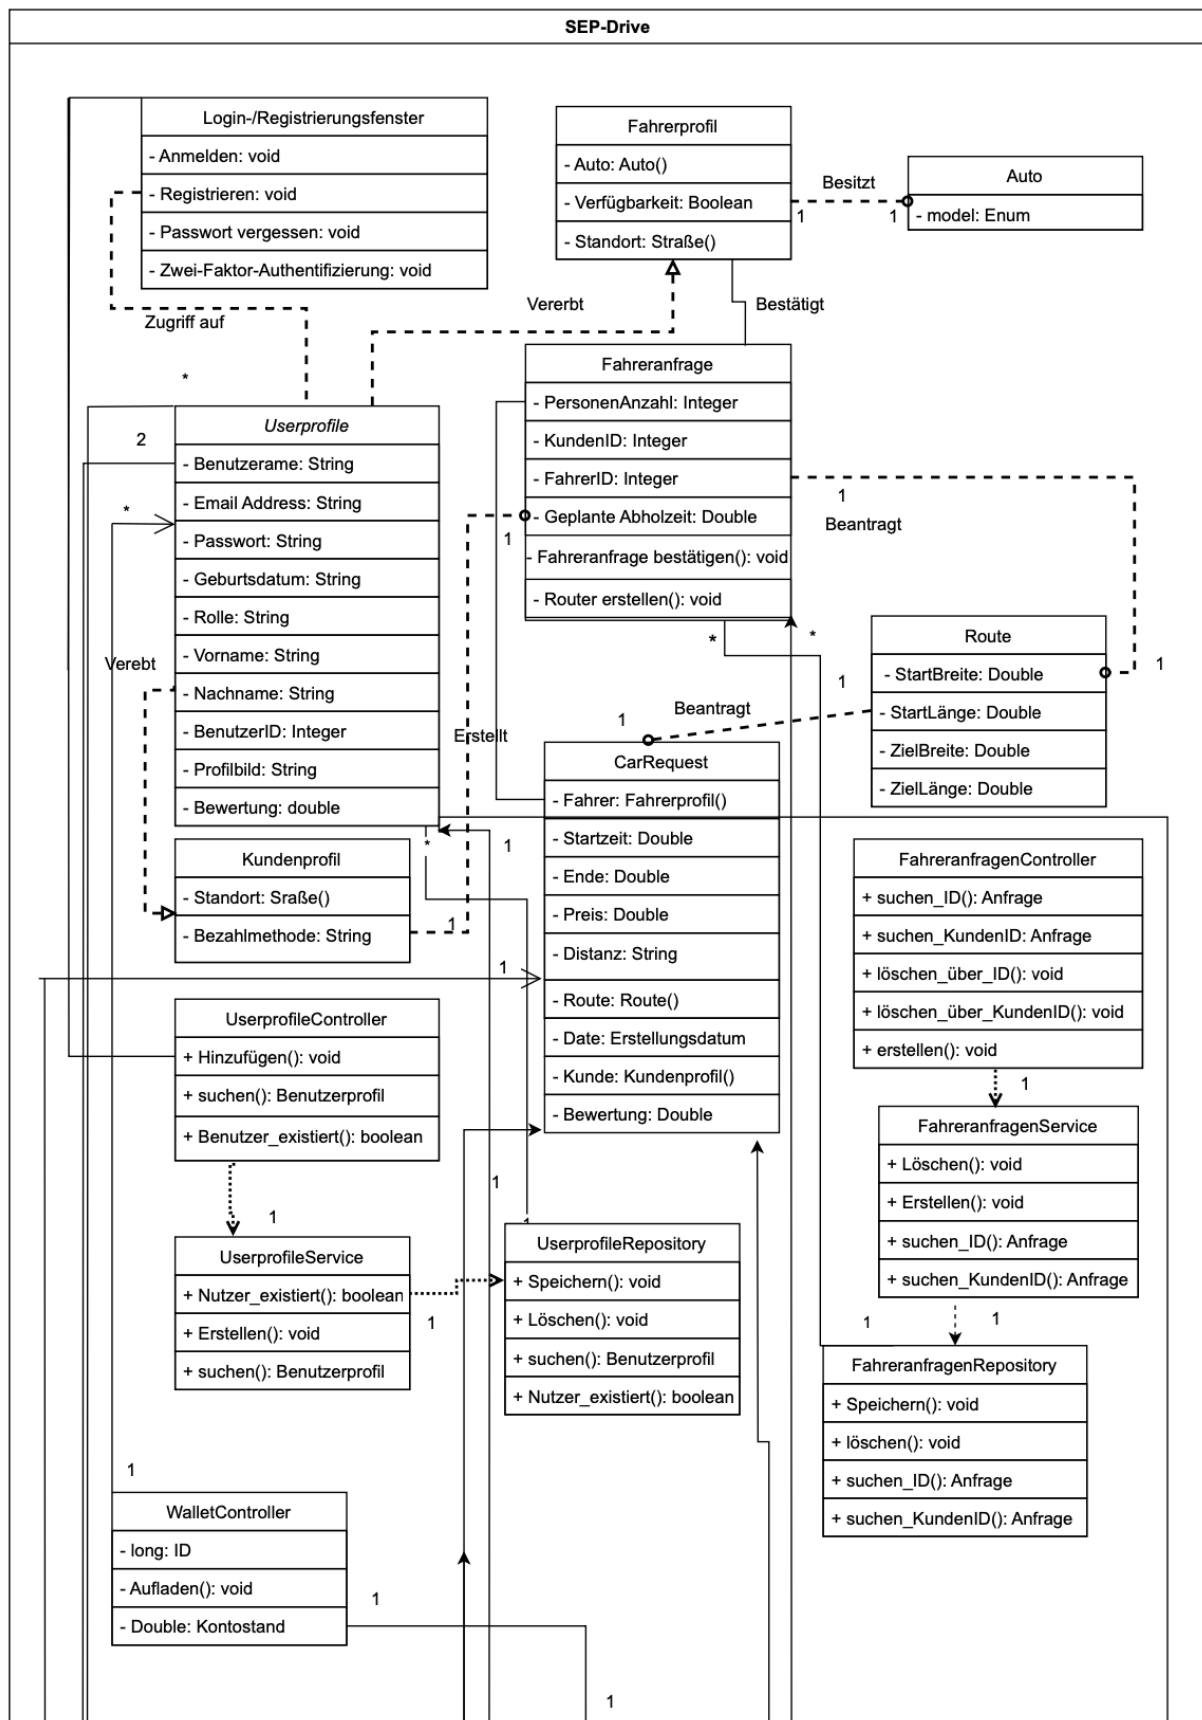 SEP-Drive
Login-/Registrierungsfenster
- Anmelden: void
- Registrieren: void
- Passwort vergessen: void
- Zwei-Faktor-Authentifizierung: void
Zugriff auf
Fahrerprofil
- Auto: Auto()
- Verfügbarkeit: Boolean
- Standort: Straße()
Besitzt
1
1
Auto
- model: Enum
Vererbt
Bestätigt
Fahreranfrage
- PersonenAnzahl: Integer
- KundenID: Integer
- FahrerID: Integer
- Geplante Abholzeit: Double
- Fahreranfrage bestätigen(): void
- Router erstellen(): void
1
1
Beantragt
*
*
*
2
*
Userprofile
- Benutzerame: String
- Email Address: String
- Passwort: String
- Geburtsdatum: String
- Rolle: String
- Vorname: String
- Nachname: String
- BenutzerID: Integer
- Profilbild: String
- Bewertung: double
Verebt
Erstellt
Route
- StartBreite: Double
- StartLänge: Double
- ZielBreite: Double
- ZielLänge: Double
1
1
Beantragt
1
CarRequest
- Fahrer: Fahrerprofil()
- Startzeit: Double
- Ende: Double
- Preis: Double
- Distanz: String
- Route: Route()
- Date: Erstellungsdatum
- Kunde: Kundenprofil()
- Bewertung: Double
*
1
Kundenprofil
- Standort: Sraße()
- Bezahlmethode: String
1
1
FahreranfragenController
+ suchen_ID(): Anfrage
+ suchen_KundenID: Anfrage
+ löschen_über_ID(): void
+ löschen_über_KundenID(): void
+ erstellen(): void
1
UserprofileController
+ Hinzufügen(): void
+ suchen(): Benutzerprofil
+ Benutzer_existiert(): boolean
1
FahreranfragenService
+ Löschen(): void
+ Erstellen(): void
+ suchen_ID(): Anfrage
+ suchen_KundenID(): Anfrage
1
1
1
UserprofileService
+ Nutzer_existiert(): boolean
+ Erstellen(): void
+ suchen(): Benutzerprofil
1
1
UserprofileRepository
+ Speichern(): void
+ Löschen(): void
+ suchen(): Benutzerprofil
+ Nutzer_existiert(): boolean
FahreranfragenRepository
+ Speichern(): void
+ löschen(): void
+ suchen_ID(): Anfrage
+ suchen_KundenID(): Anfrage
1
WalletController
- long: ID
- Aufladen(): void
- Double: Kontostand
1
1